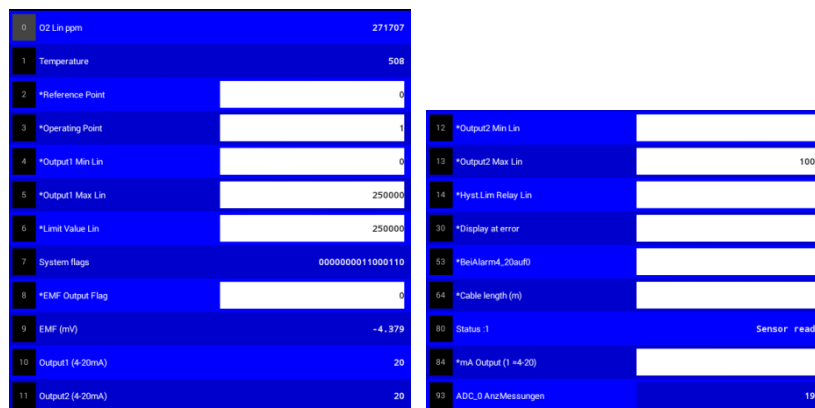 0 O2 Lin ppm 271707
1 Temperature 508
2 *Reference Point 0
3 *Operating Point 1
4 *Output1 Min Lin 0
5 *Output1 Max Lin 250000
6 *Limit Value Lin 250000
7 System flags 0000000011000110
8 *EMF Output Flag 0
9 EMF (mV) -4.379
10 Output1 (4-20mA) 20
11 Output2 (4-20mA) 20
12 *Output2 Min Lin
13 *Output2 Max Lin 100
14 *Hyst.Lim Relay Lin
30 *Display at error
53 *BeiAlarm4_20auf0
64 *Cable length (m)
80 Status :1 Sensor read
84 *mA Output (1 =4-20)
93 ADC_0 AnzMessungen 19